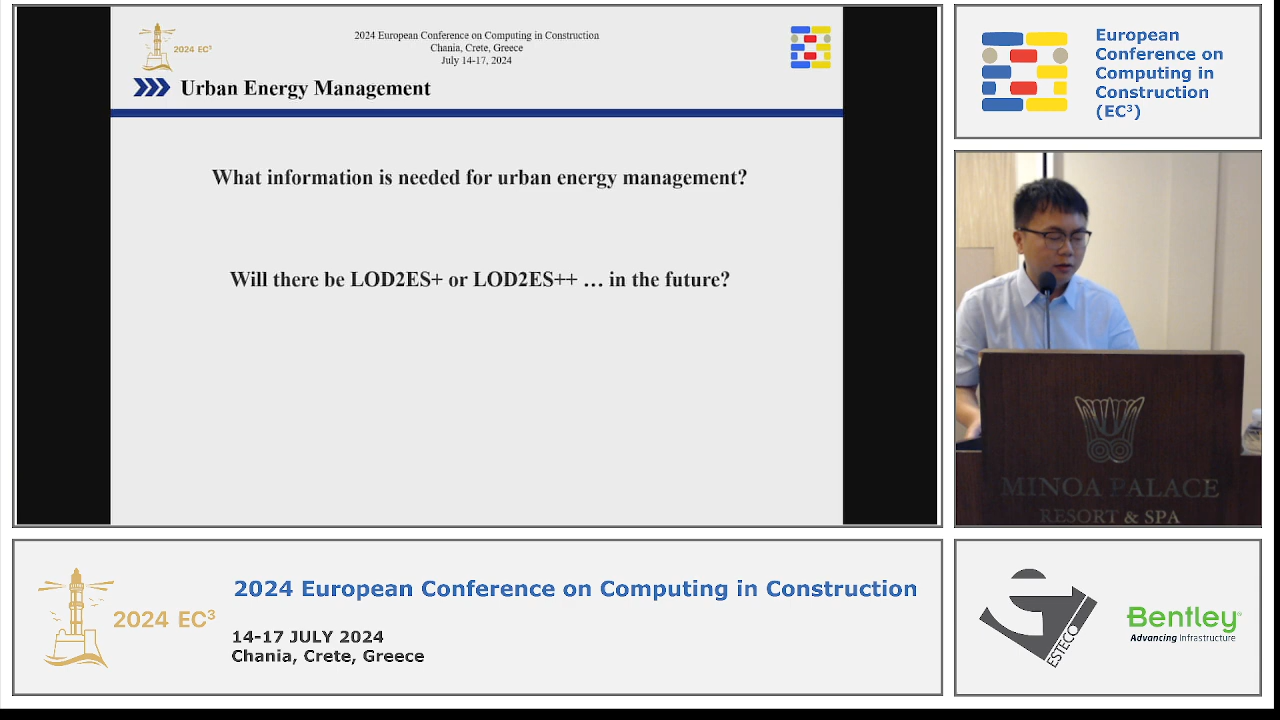 2024 EC³
2024 European Conference on Computing in Construction
Chania, Crete, Greece
July 14-17, 2024
Urban Energy Management
What information is needed for urban energy management?
Will there be LOD2ES+ or LOD2ES++ … in the future?
European
Conference on
Computing in
Construction
(EC³)
MINOA PALACE
RESORT & SPA
2024 EC³
2024 European Conference on Computing in Construction
14-17 JULY 2024
Chania, Crete, Greece
ESTECO
Bentley
Advancing Infrastructure